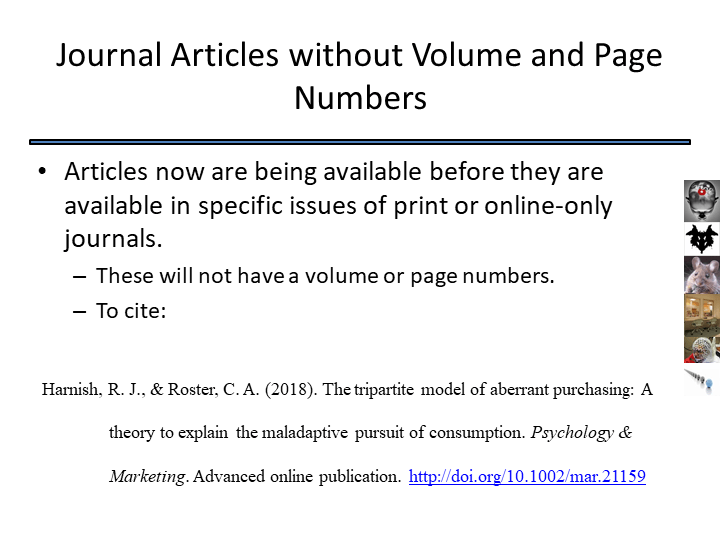 Journal Articles without Volume and Page
Numbers
• Articles now are being available before they are
available in specific issues of print or online-only
journals.
– These will not have a volume or page numbers.
– To cite:
Harnish, R. J., & Roster, C. A. (2018). The tripartite model of aberrant purchasing: A
theory to explain the maladaptive pursuit of consumption. Psychology &
Marketing. Advanced online publication. http://doi.org/10.1002/mar.21159